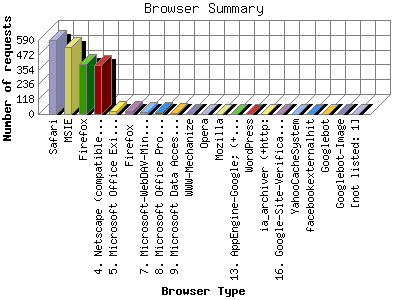 Browser Summary
Number of requests
590
472
354
236
118
0
Safari
MSIE
Firefox
4. Netscape (compatible...
5. Microsoft Office Exi...
Firefox
7. Microsoft-WebDAV-Min...
8. Microsoft Office Pro...
9. Microsoft Data Acces...
WWW-Mechanize
Opera
Mozilla
13. AppEngine-Google; (+...
WordPress
ia_archiver (+http:
16. Google-Site-Verifica...
YahooCacheSystem
facebookexternalhit
Googlebot
Googlebot-Image
[not listed: 1]
Browser Type